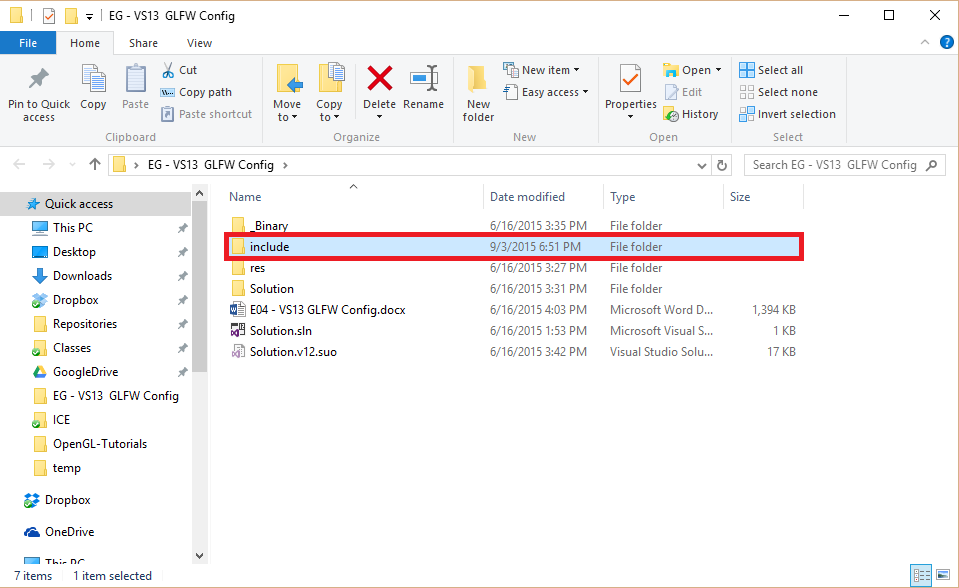 EG - VS13  GLFW Config
File Home Share View
Pin to Quick access
Copy
Paste
Cut
Copy path
Paste shortcut
Clipboard
Move to
Copy to
Delete
Rename
Organize
New folder
New item
Easy access
New
Properties
Open
Edit
History
Open
Select all
Select none
Invert selection
Select
EG - VS13  GLFW Config
Search EG - VS13  GLFW Config
Quick access
This PC
Desktop
Downloads
Dropbox
Repositories
Classes
GoogleDrive
EG - VS13  GLFW Config
ICE
OpenGL-Tutorials
temp
Dropbox
OneDrive
This PC
Name Date modified Type Size
_Binary 6/16/2015 3:35 PM File folder
include 9/3/2015 6:51 PM File folder
res 6/16/2015 3:27 PM File folder
Solution 6/16/2015 3:31 PM File folder
E04 - VS13 GLFW Config.docx 6/16/2015 4:03 PM Microsoft Word D... 1,394 KB
Solution.sln 6/16/2015 1:53 PM Microsoft Visual S... 1 KB
Solution.v12.suo 6/16/2015 3:42 PM Visual Studio Solu... 17 KB
7 items 1 item selected